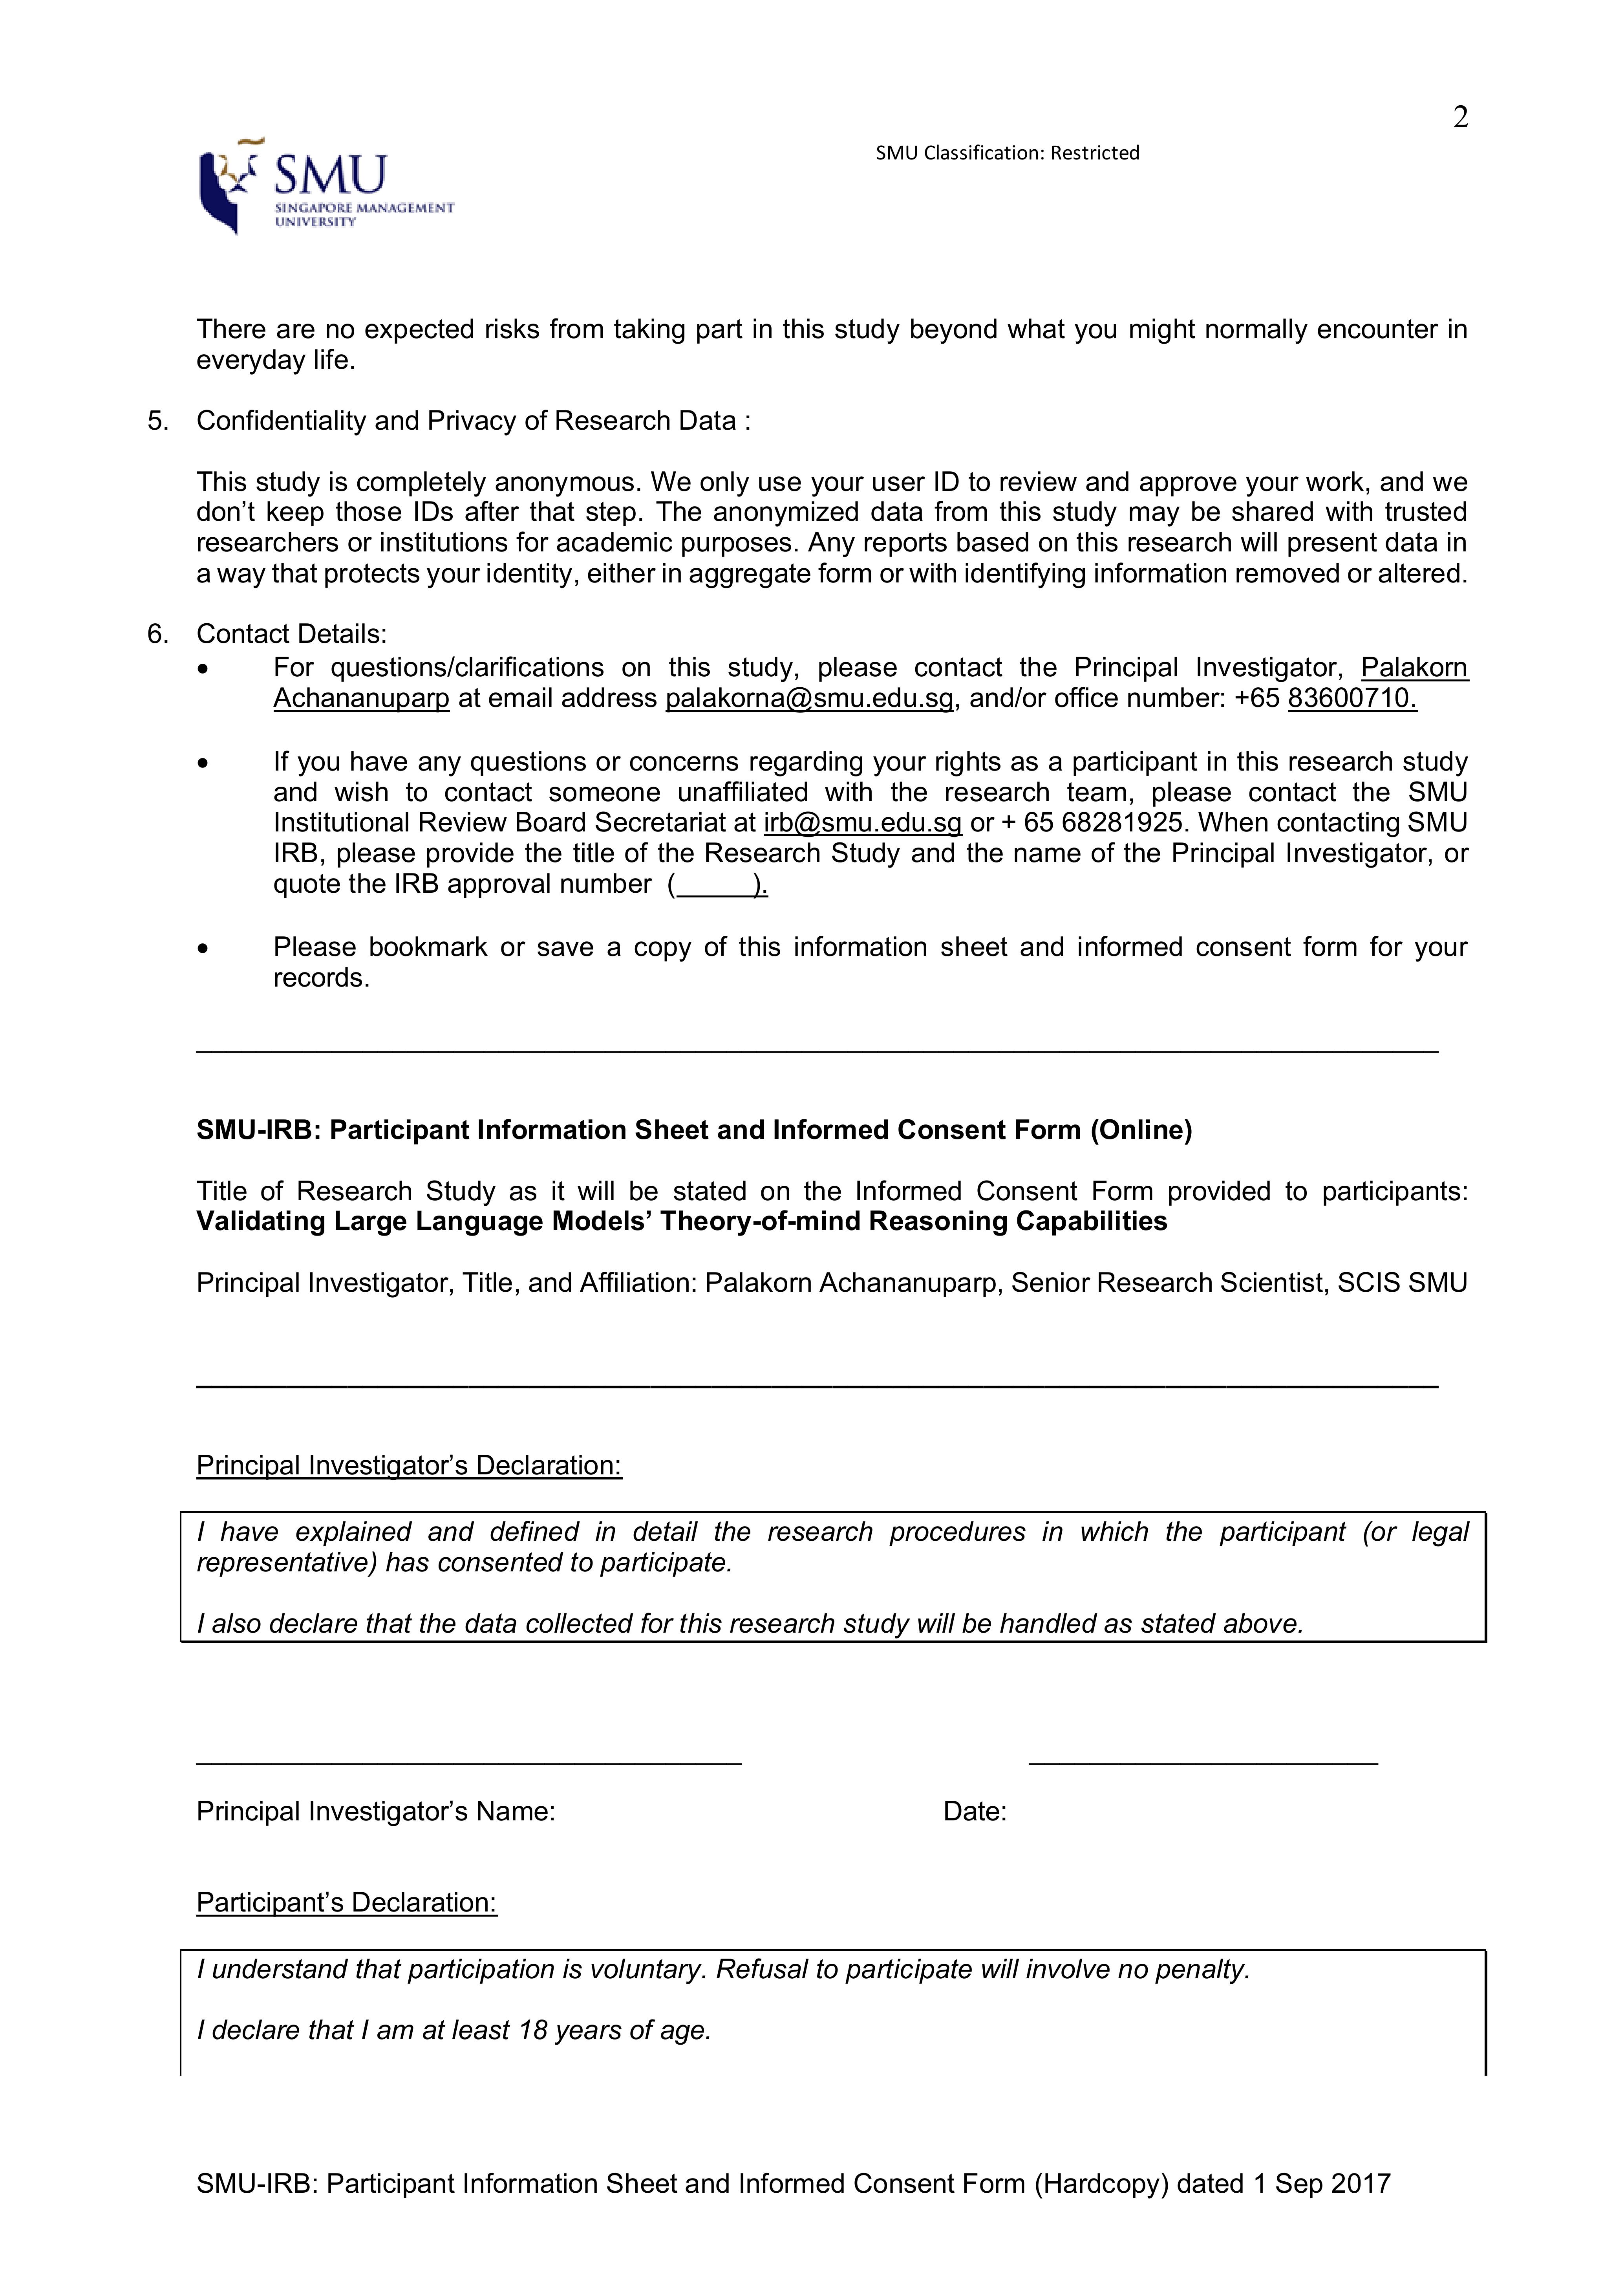 2
SMU Classification: Restricted
SMU
SINGAPORE MANAGEMENT
UNIVERSITY
There are no expected risks from taking part in this study beyond what you might normally encounter in
everyday life.
5. Confidentiality and Privacy of Research Data :
This study is completely anonymous. We only use your user ID to review and approve your work, and we
don’t keep those IDs after that step. The anonymized data from this study may be shared with trusted
researchers or institutions for academic purposes. Any reports based on this research will present data in
a way that protects your identity, either in aggregate form or with identifying information removed or altered.
6. Contact Details:
• For questions/clarifications on this study, please contact the Principal Investigator, Palakorn
Achananuparp at email address palakorna@smu.edu.sg, and/or office number: +65 83600710.
• If you have any questions or concerns regarding your rights as a participant in this research study
and wish to contact someone unaffiliated with the research team, please contact the SMU
Institutional Review Board Secretariat at irb@smu.edu.sg or + 65 68281925. When contacting SMU
IRB, please provide the title of the Research Study and the name of the Principal Investigator, or
quote the IRB approval number (_____).
• Please bookmark or save a copy of this information sheet and informed consent form for your
records.
SMU-IRB: Participant Information Sheet and Informed Consent Form (Online)
Title of Research Study as it will be stated on the Informed Consent Form provided to participants:
Validating Large Language Models’ Theory-of-mind Reasoning Capabilities
Principal Investigator, Title, and Affiliation: Palakorn Achananuparp, Senior Research Scientist, SCIS SMU
Principal Investigator’s Declaration:
I have explained and defined in detail the research procedures in which the participant (or legal
representative) has consented to participate.
I also declare that the data collected for this research study will be handled as stated above.
Principal Investigator’s Name: Date:
Participant’s Declaration:
I understand that participation is voluntary. Refusal to participate will involve no penalty.
I declare that I am at least 18 years of age.
SMU-IRB: Participant Information Sheet and Informed Consent Form (Hardcopy) dated 1 Sep 2017